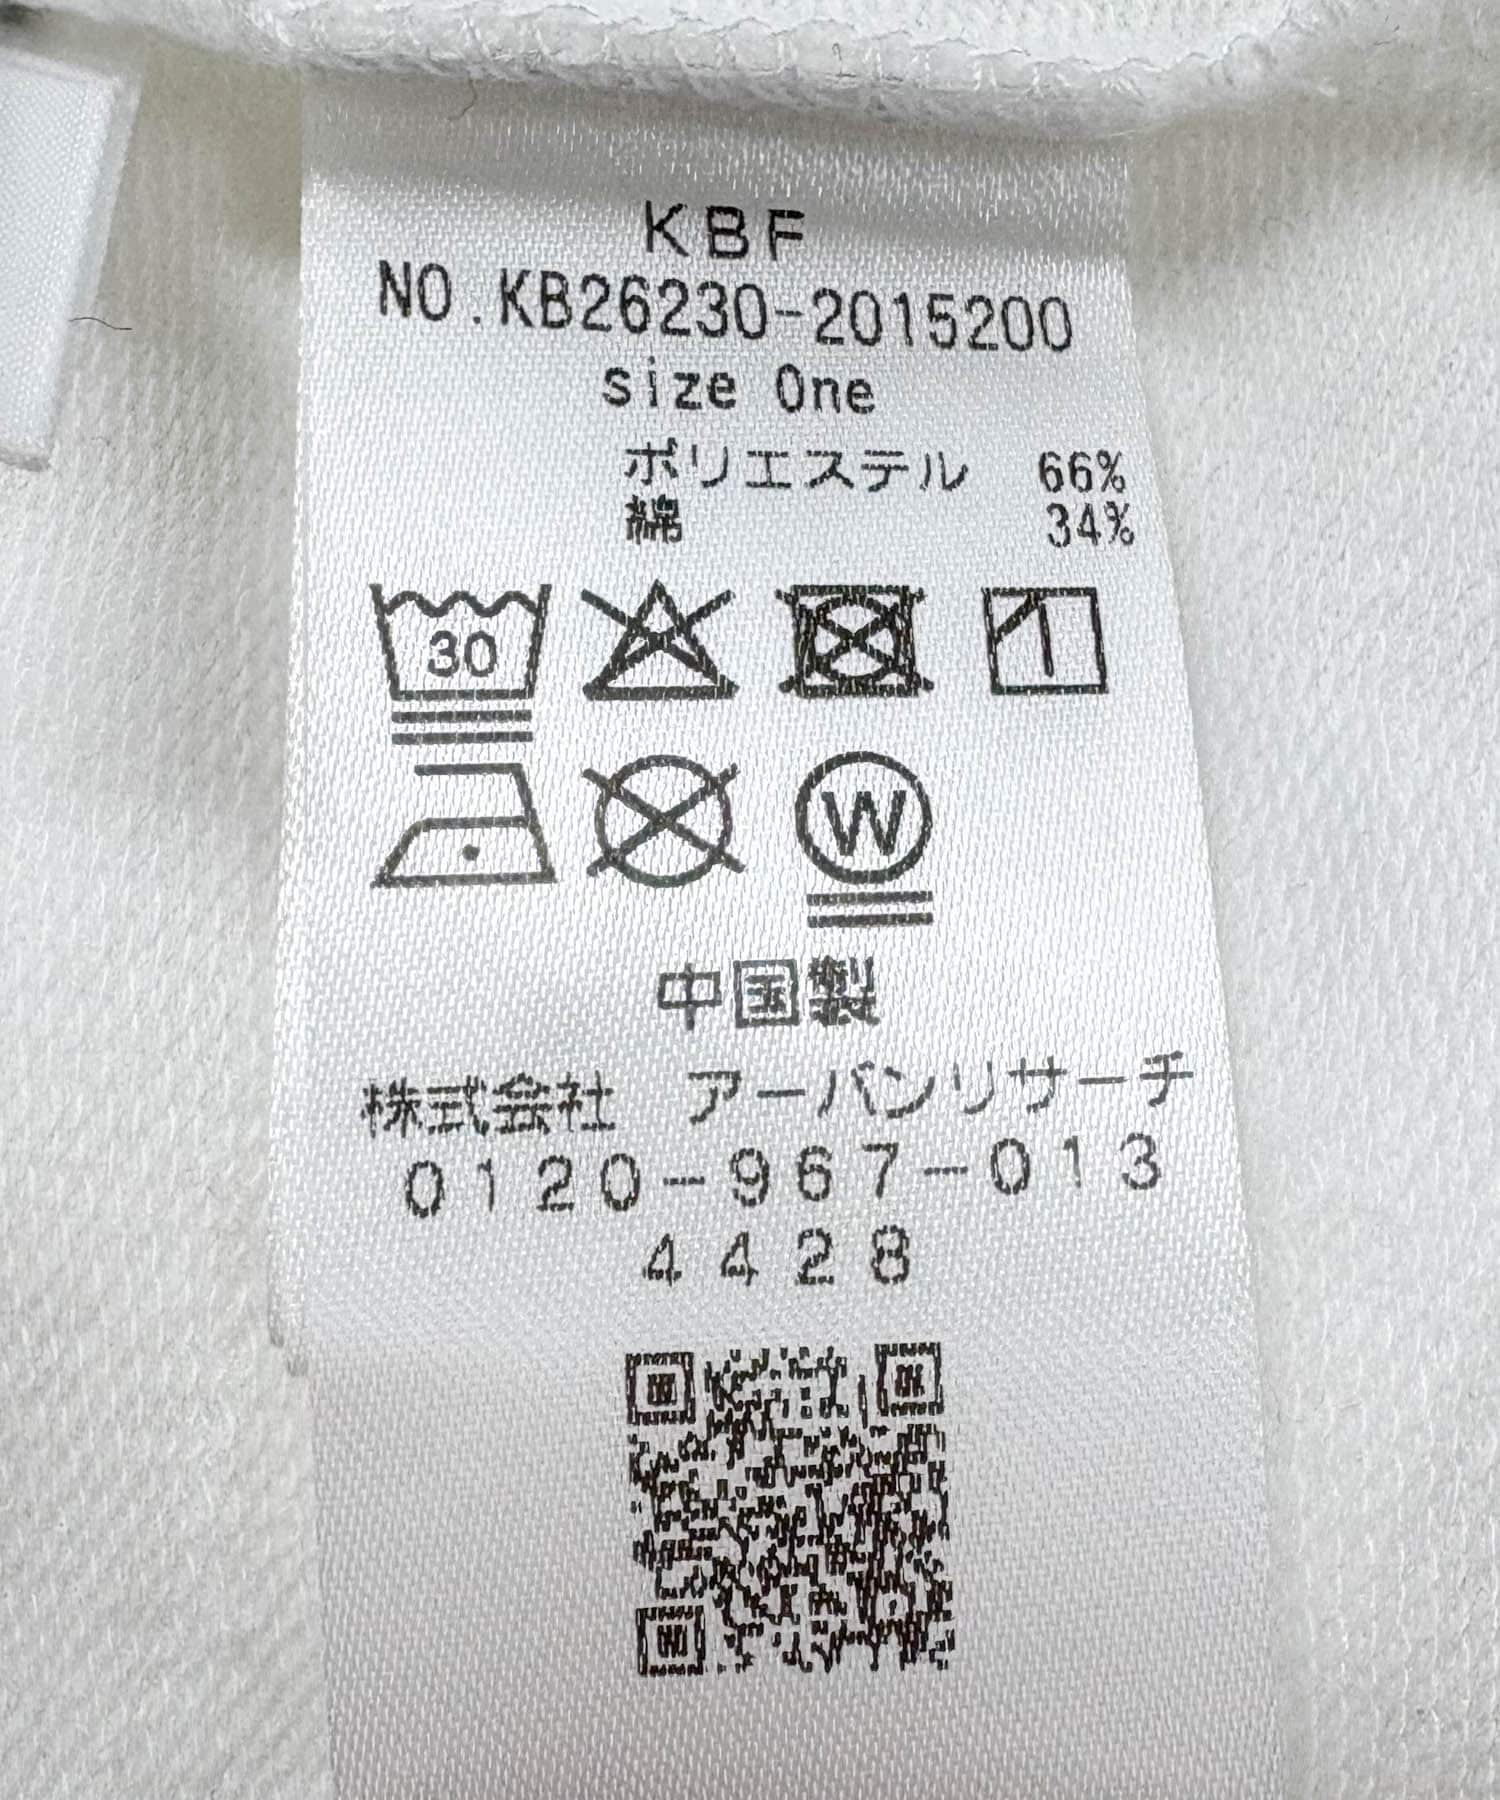 KBF
NO.KB26230-2015200
size One
ポリエステル 66%
綿 34%
30
W
中国製
株式会社 アーバンリサーチ
0120-967-013
4428